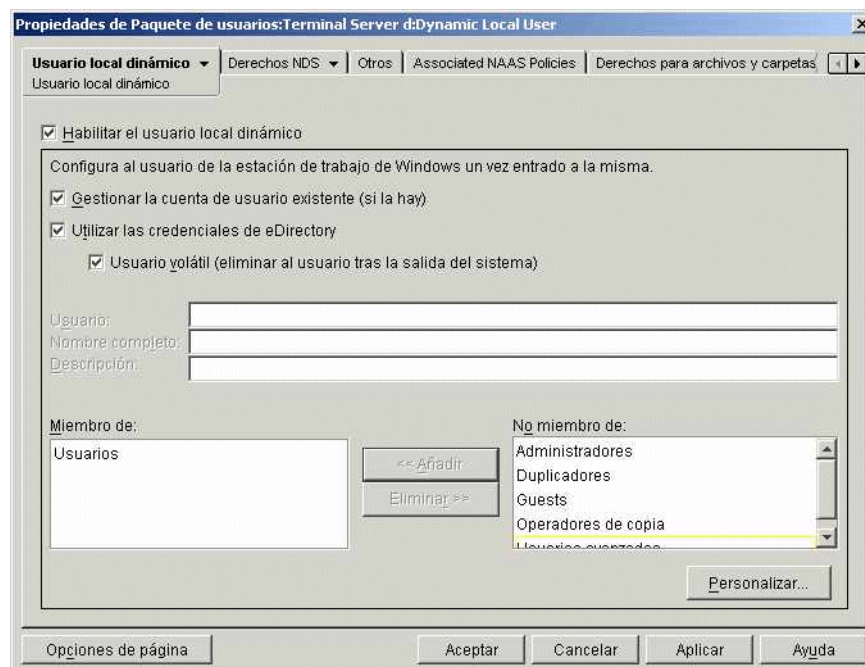 Propiedades de Paquete de usuarios:Terminal Server d:Dynamic Local User
Usuario local dinámico
Derechos NDS
Otros
Associated NAAS Policies
Derechos para archivos y carpetas
Usuario local dinámico
Habilitar el usuario local dinámico
Configura al usuario de la estación de trabajo de Windows un vez entrado a la misma.
Gestionar la cuenta de usuario existente (si la hay)
Utilizar las credenciales de eDirectory
Usuario volátil (eliminar al usuario tras la salida del sistema)
Usuario:
Nombre completo:
Descripción:
Miembro de:
Usuarios
<< Añadir
Eliminar >>
No miembro de:
Administradores
Duplicadores
Guests
Operadores de copia
Usuarios avanzados
Personalizar...
Opciones de página
Aceptar
Cancelar
Aplicar
Ayuda